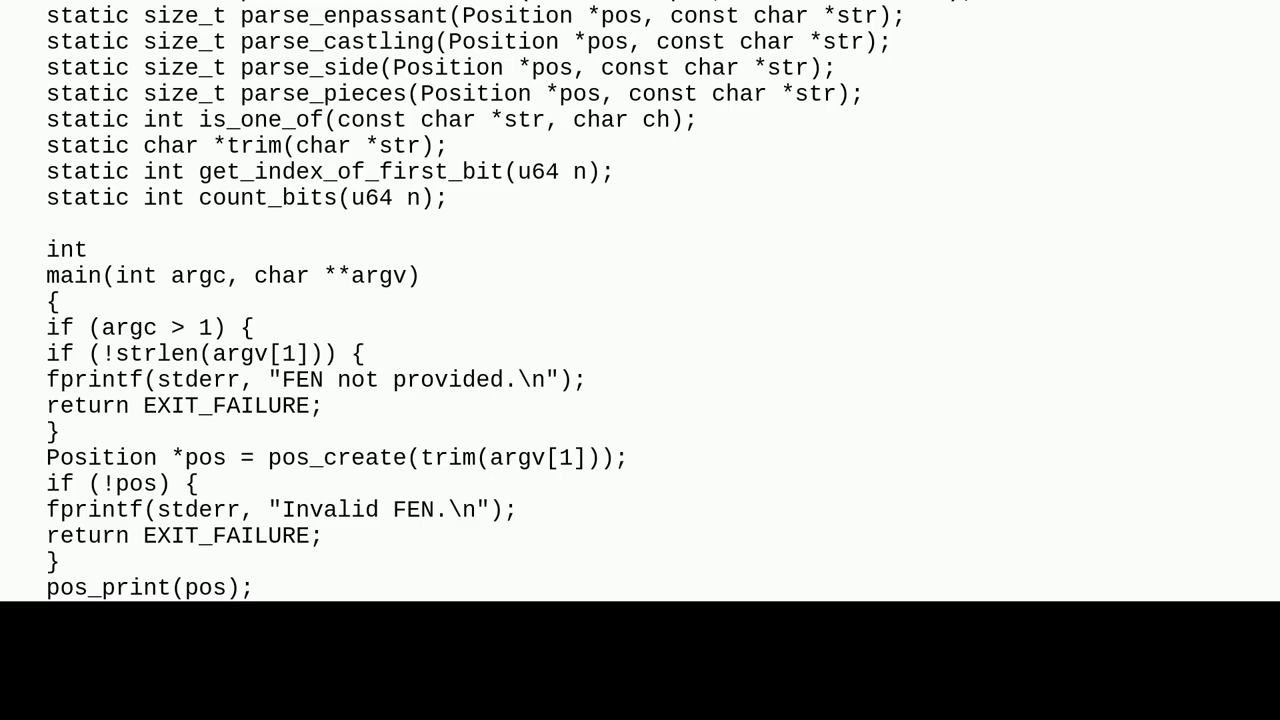 static size_t parse_enpassant(Position *pos, const char *str);
static size_t parse_castling(Position *pos, const char *str);
static size_t parse_side(Position *pos, const char *str);
static size_t parse_pieces(Position *pos, const char *str);
static int is_one_of(const char *str, char ch);
static char *trim(char *str);
static int get_index_of_first_bit(u64 n);
static int count_bits(u64 n);
int
main(int argc, char **argv)
{
if (argc > 1) {
if (!strlen(argv[1])) {
fprintf(stderr, "FEN not provided.\n");
return EXIT_FAILURE;
}
Position *pos = pos_create(trim(argv[1]));
if (!pos) {
fprintf(stderr, "Invalid FEN.\n");
return EXIT_FAILURE;
}
pos_print(pos);